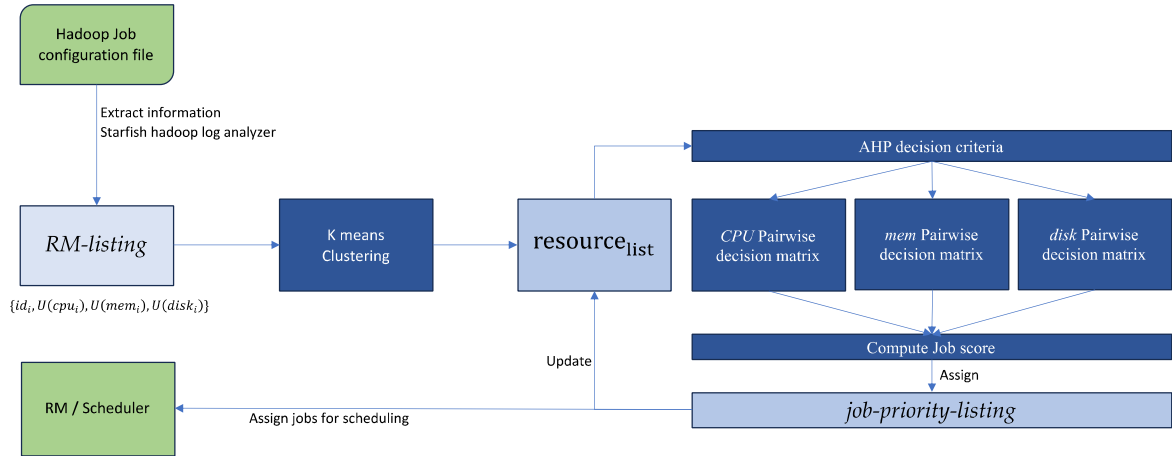 Hadoop Job
configuration file
Extract information
Starfish hadoop log analyzer
AHP decision criteria
RM-listing
K means
Clustering
resource_list
CPU Pairwise
decision matrix
mem Pairwise
decision matrix
disk Pairwise
decision matrix
{id_i, U(cpu_i), U(mem_i), U(disk_i)}
Compute Job score
Update
Assign
RM / Scheduler
Assign jobs for scheduling
job-priority-listing